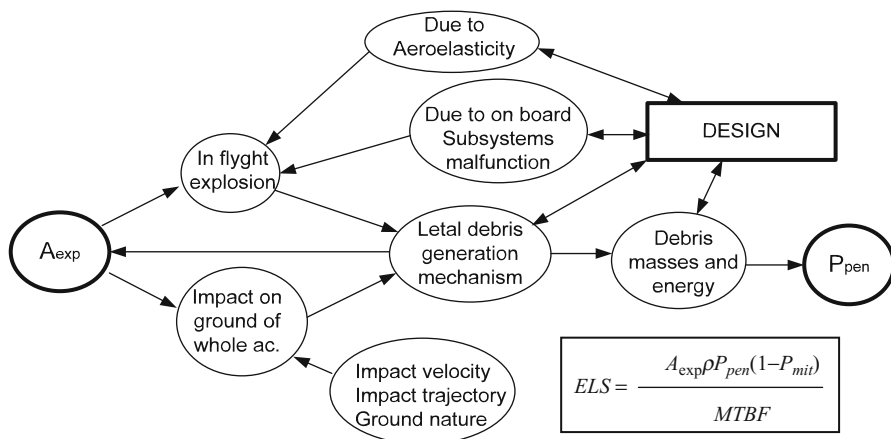 Due to
Aeroelasticity
Due to on board
Subsystems
malfunction
DESIGN
In flyght
explosion
Aexp
Letal debris
generation
mechanism
Debris
masses and
energy
Ppen
Impact on
ground of
whole ac.
Impact velocity
Impact trajectory
Ground nature
ELS = AexpρPpen(1–Pmit)
MTBF